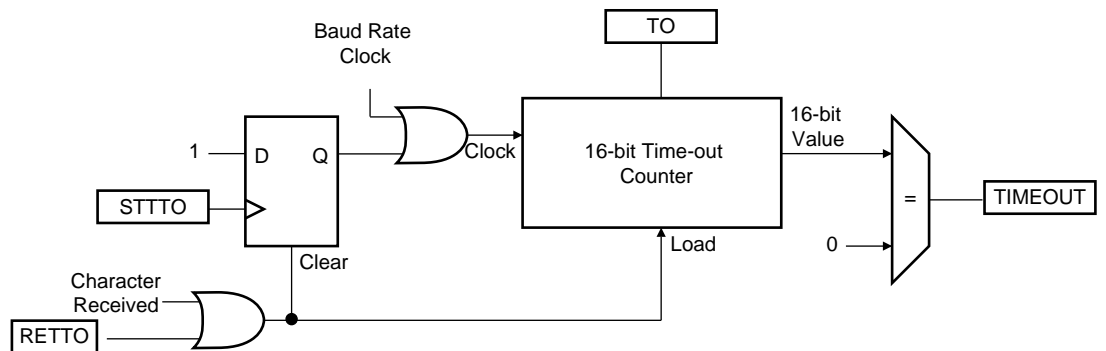 TO
Baud Rate
Clock
16-bit
Value
1
D
Q
Clock
16-bit Time-out
Counter
STTTO
=
TIMEOUT
0
Load
Clear
Character
Received
RETTO